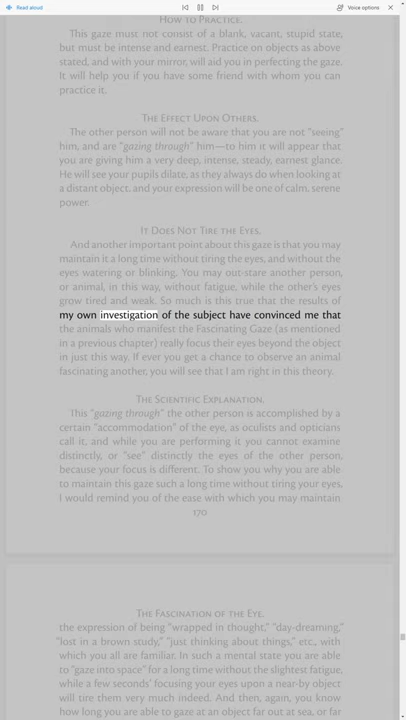 Read aloud
Voice options
How to Practice.
This gaze must not consist of a blank, vacant, stupid state,
but must be intense and earnest. Practice on objects as above
stated, and with your mirror, will aid you in perfecting the gaze.
It will help you if you have some friend with whom you can
practice it.
The Effect Upon Others.
The other person will not be aware that you are not "seeing"
him, and are "gazing through" him—to him it will appear that
you are giving him a very deep, intense, steady, earnest glance.
He will see your pupils dilate, as they always do when looking at
a distant object, and your expression will be one of calm, serene
power.
It Does Not Tire the Eyes.
And another important point about this gaze is that you may
maintain it a long time without tiring the eyes, and without the
eyes watering or blinking. You may out-stare another person,
or animal, in this way, without fatigue, while the other's eyes
grow tired and weak. So much is this true that the results of
my own investigation of the subject have convinced me that
the animals who manifest the Fascinating Gaze (as mentioned
in a previous chapter) really focus their eyes beyond the object
in just this way. If ever you get a chance to observe an animal
fascinating another, you will see that I am right in this theory.
The Scientific Explanation.
This "gazing through" the other person is accomplished by a
certain "accommodation" of the eye, as oculists and opticians
call it, and while you are performing it you cannot examine
distinctly, or "see" distinctly the eyes of the other person,
because your focus is different. To show you why you are able
to maintain this gaze such a long time without tiring your eyes,
I would remind you of the ease with which you may maintain
170
The Fascination of the Eye.
the expression of being "wrapped in thought," "day-dreaming,"
"lost in a brown study," "just thinking about things," etc., with
which you all are familiar. In such a mental state you are able
to "gaze into space" for a long time without the slightest fatigue,
while a few seconds' focusing your eyes upon a near-by object
will tire them very much indeed. And then, again, you know
how long you are able to gaze at an object far out at sea, or far